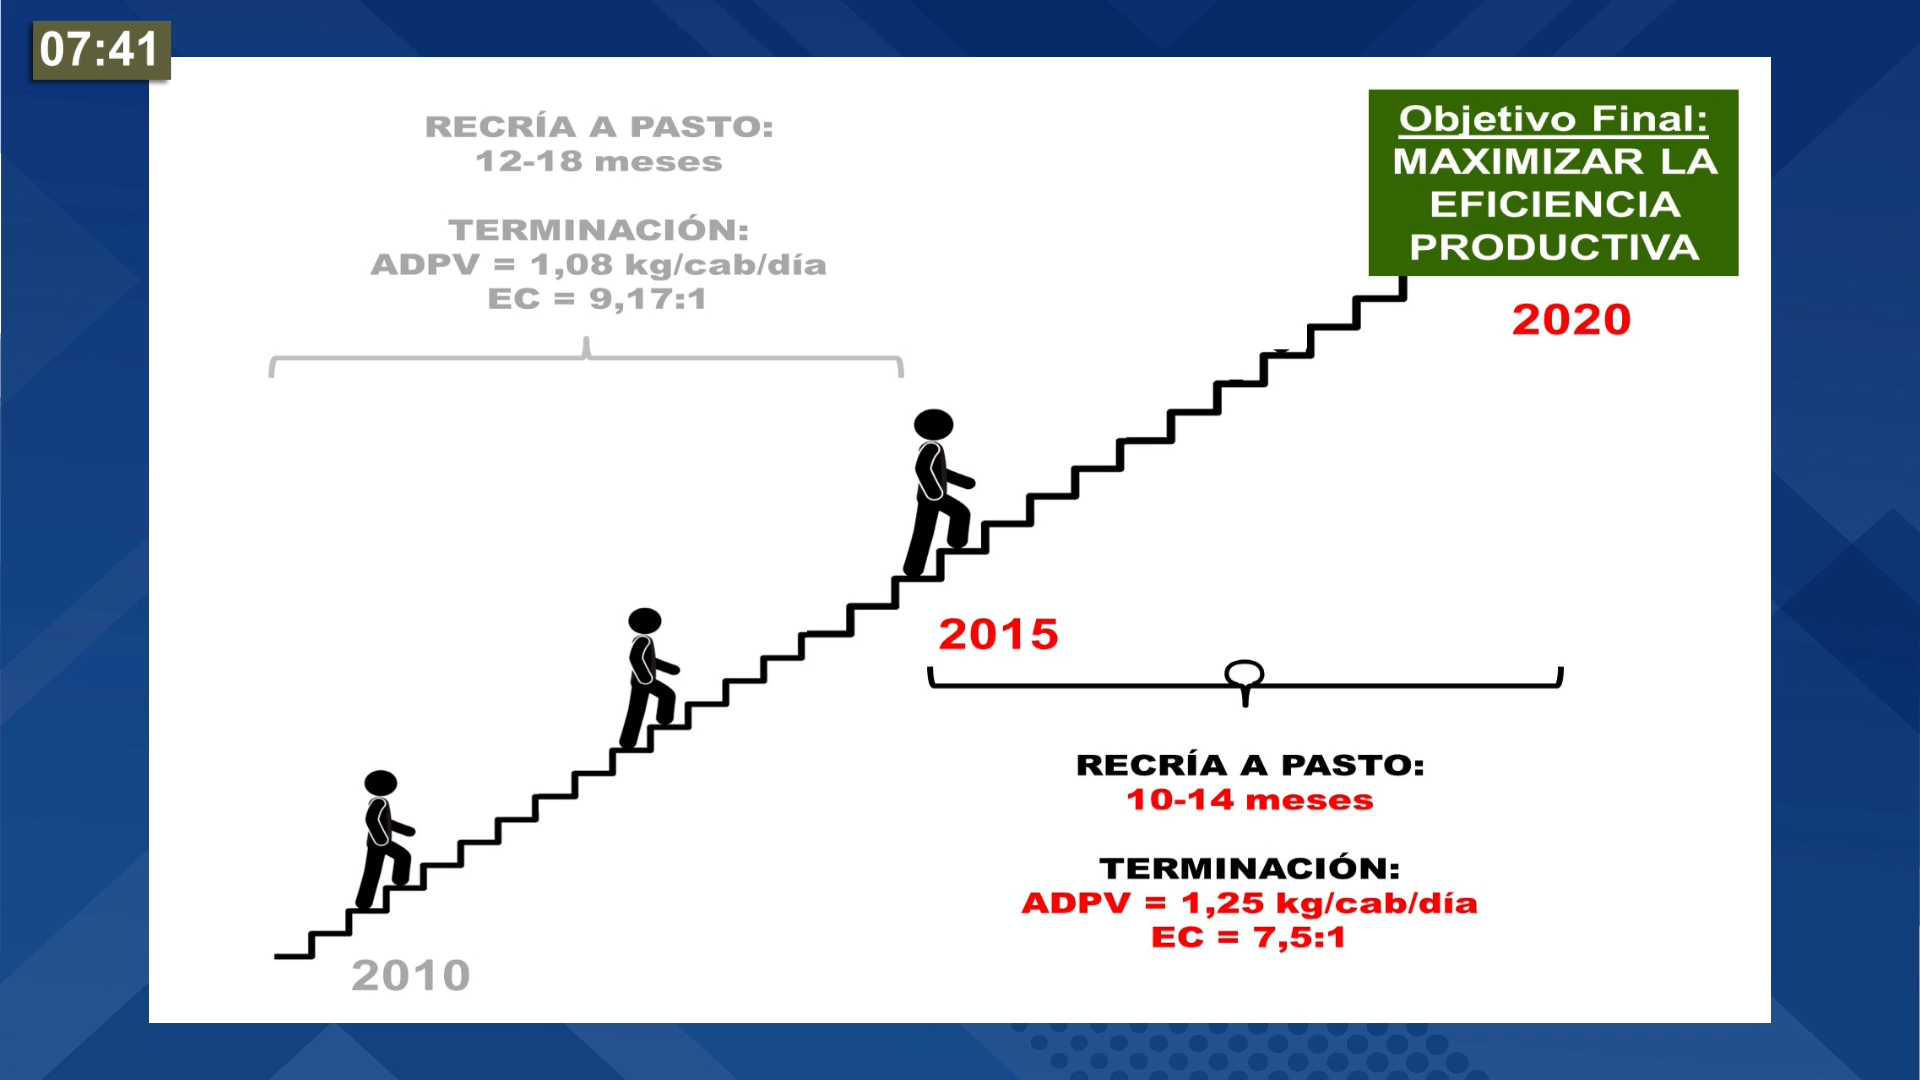 07:41
RECRÍA A PASTO:
12-18 meses
TERMINACIÓN:
ADPV = 1,08 kg/cab/día
EC = 9,17:1
Objetivo Final:
MAXIMIZAR LA
EFICIENCIA
PRODUCTIVA
2020
2015
RECRÍA A PASTO:
10-14 meses
TERMINACIÓN:
ADPV = 1,25 kg/cab/día
EC = 7,5:1
2010